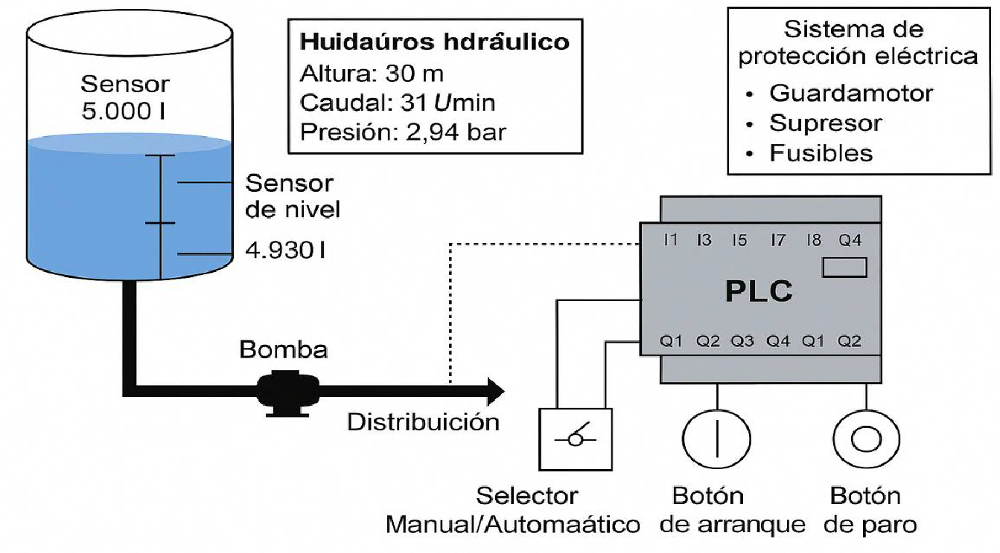 Sensor
5.000 l
Huidaúros hdráulico
Altura: 30 m
Caudal: 31 Umin
Presión: 2,94 bar
Sistema de
protección eléctrica
• Guardamotor
• Supresor
• Fusibles
Sensor
de nivel
4.930 l
I1 I3 I5 I7 I8 Q4
PLC
Q1 Q2 Q3 Q4 Q1 Q2
Bomba
Distribuición
Selector
Manual/Automaático
Botón
de arranque
Botón
de paro